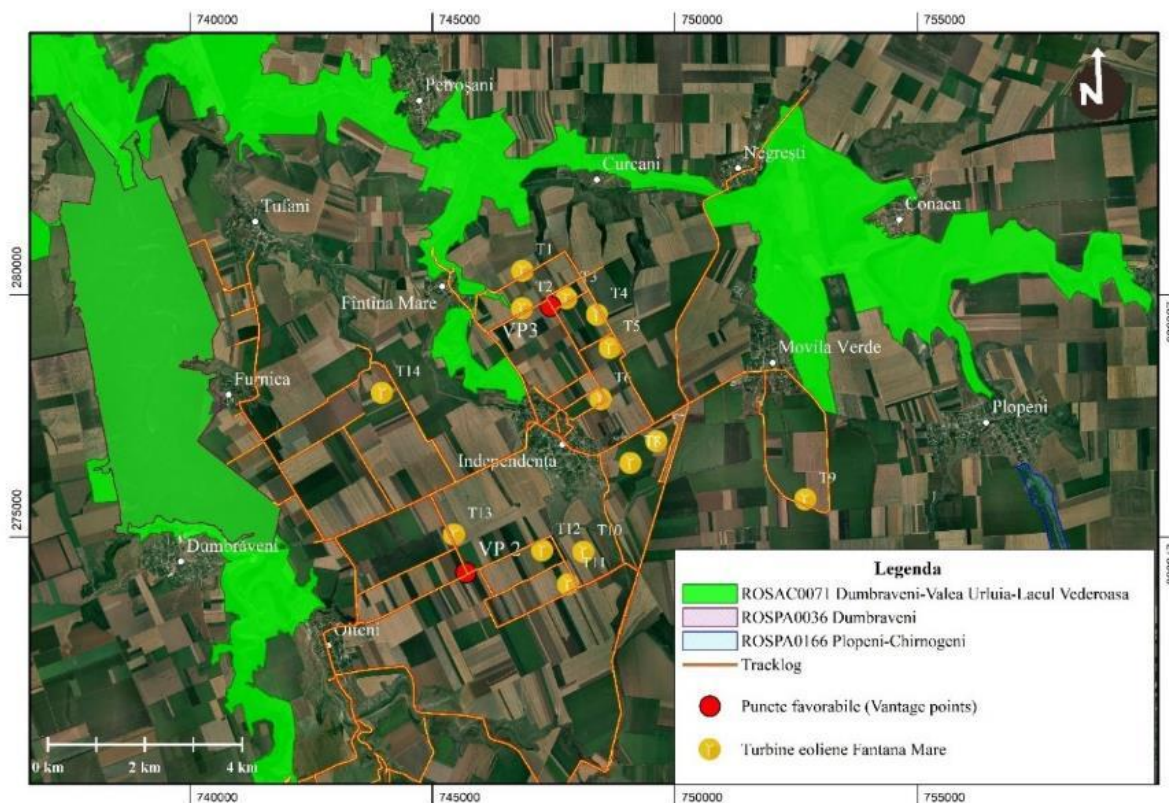 740000 745000 750000 755000
N
Petroșani
Curcani
Negrești
Conacu
Tufani
T1
280000
Fintina Mare
T2
T3
T4
VP3
T5
Movila Verde
Furnica
T14
T6
Plopeni
Independența
T8
T9
275000
T13
VP 2
T12
T10
T11
Dumbrăveni
Olteni
Legenda
ROSAC0071 Dumbraveni-Valea Urluia-Lacul Vederoasa
ROSPA0036 Dumbraveni
ROSPA0166 Plopeni-Chirnogeni
Tracklog
Puncte favorabile (Vantage points)
Turbine eoliene Fantana Mare
0 km 2 km 4 km
740000 745000 750000 755000